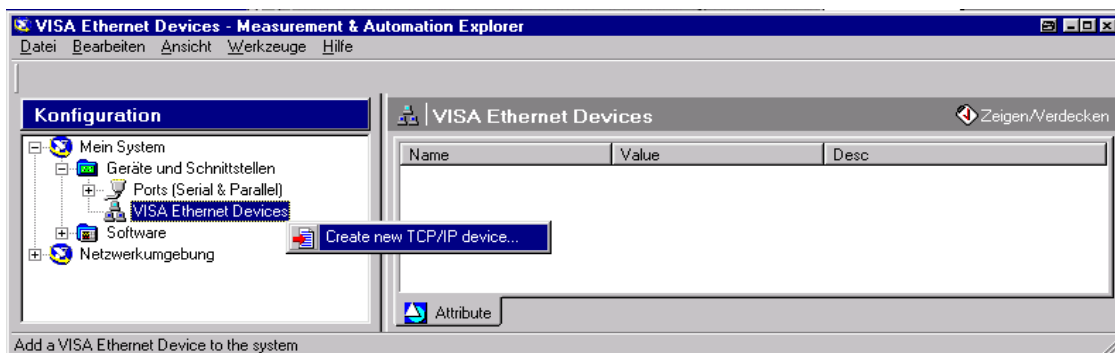 VISA Ethernet Devices - Measurement & Automation Explorer
Datei Bearbeiten Ansicht Werkzeuge Hilfe
Konfiguration
Mein System
Geräte und Schnittstellen
Ports (Serial & Parallel)
VISA Ethernet Devices
Software
Netzwerkumgebung
Create new TCP/IP device...
VISA Ethernet Devices
Zeigen/Verdecken
Name Value Desc
Attribute
Add a VISA Ethernet Device to the system